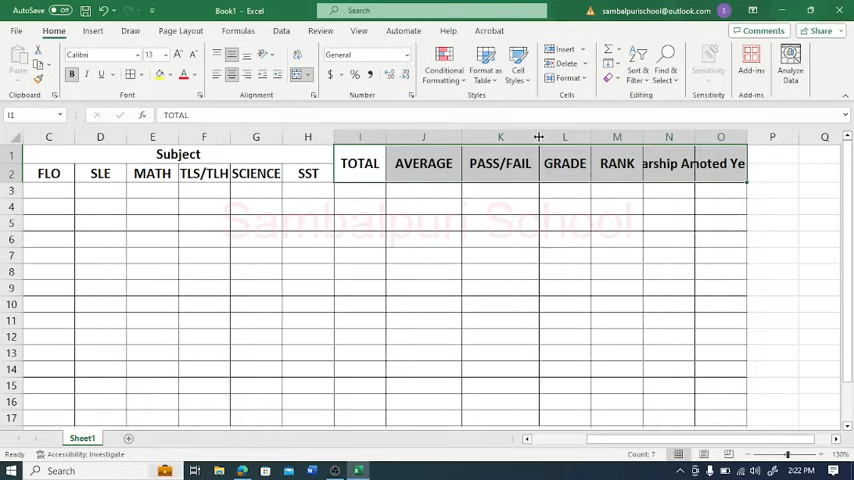 AutoSave Off Book1 - Excel Search sambalpurischool@outlook.com S
File Home Insert Draw Page Layout Formulas Data Review View Automate Help Acrobat Comments Share
Calibri 13 General Insert Delete Format
Paste B I U Conditional Formatting Format as Table Cell Styles Sort & Filter Find & Select Sensitivity Add-ins Analyze Data
Clipboard Font Alignment Number Styles Cells Editing Sensitivity Add-ins
I1 fx TOTAL
C D E F G H I J K L M N O P Q
1 Subject TOTAL AVERAGE PASS/FAIL GRADE RANK arship Am noted Ye
2 FLO SLE MATH TLS/TLH SCIENCE SST
3
4
5
Sambalpuri School
6
7
8
9
10
11
12
13
14
15
16
17
Sheet1
Ready Accessibility: Investigate Count: 7 130%
Search 2:22 PM